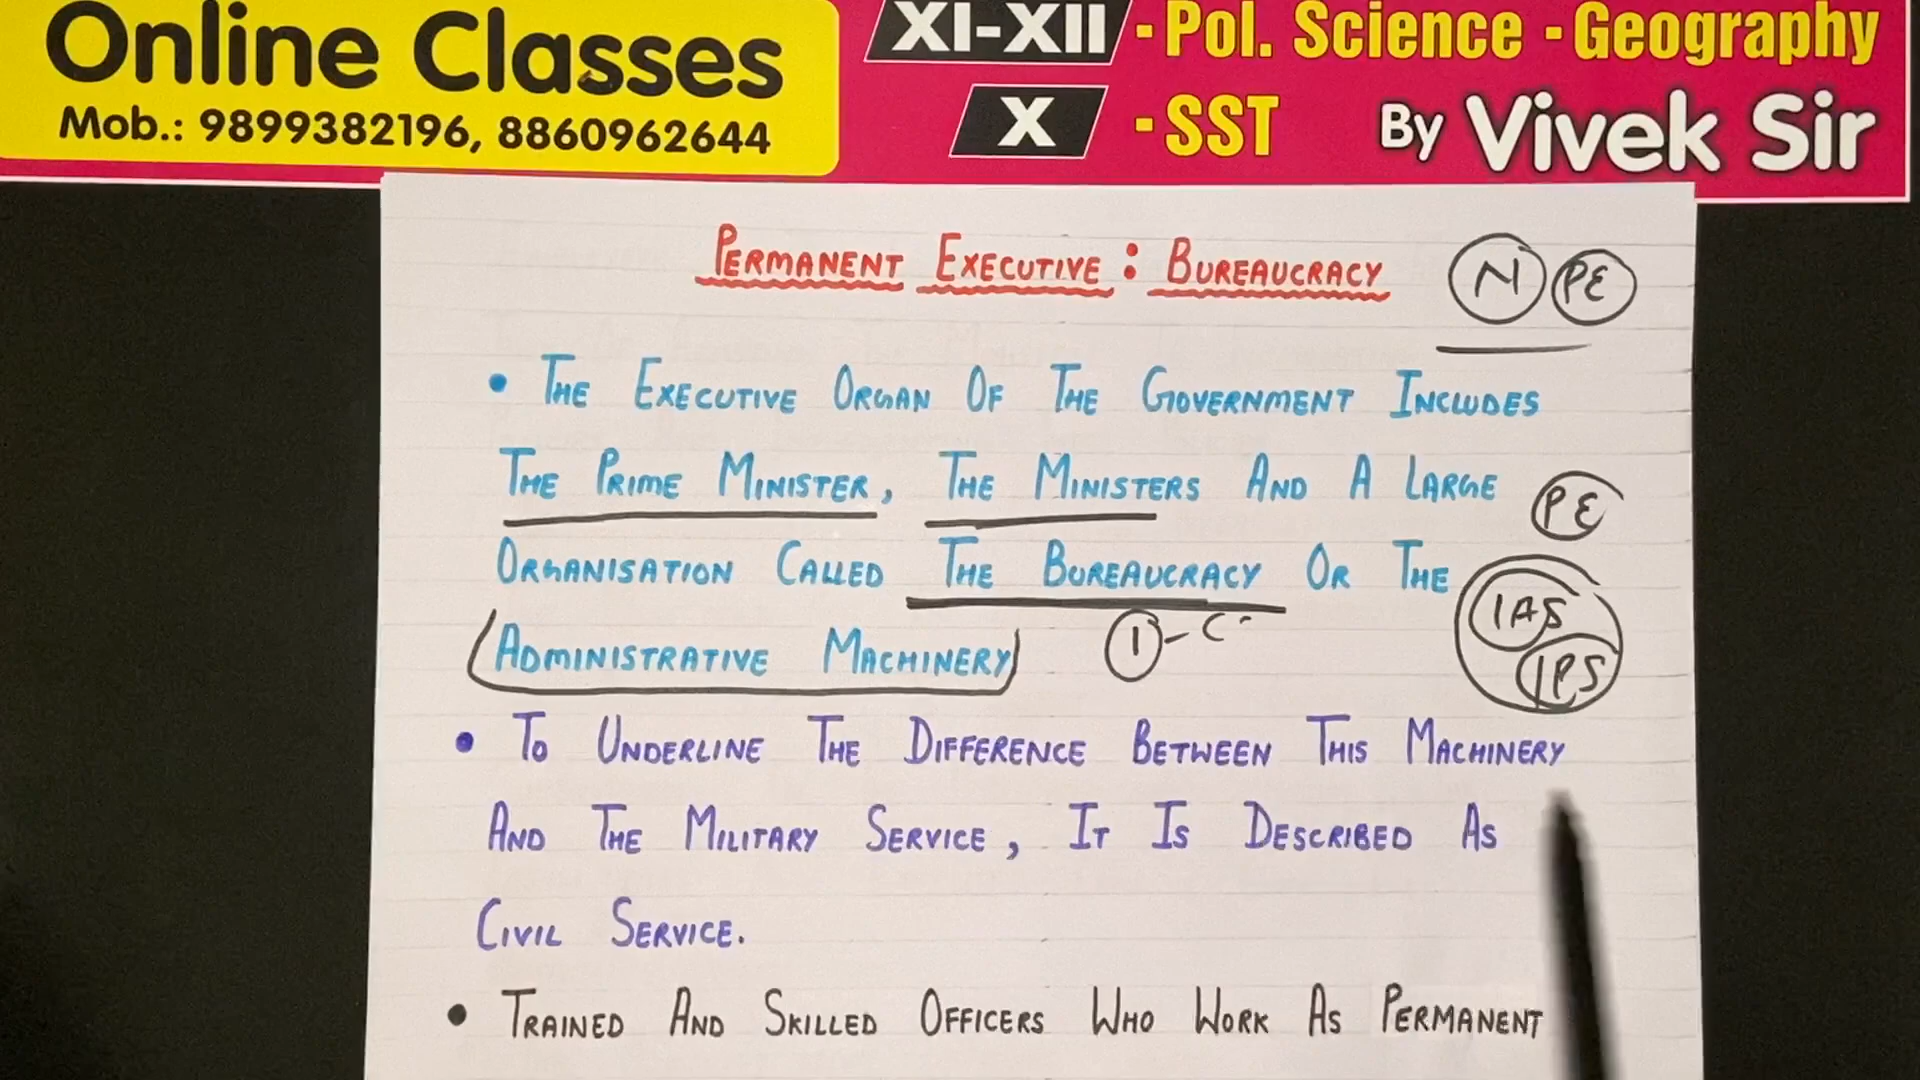 Online Classes
Mob.: 9899382196, 8860962644
XI-XII - Pol. Science - Geography
X - SST By Vivek Sir
PERMANENT EXECUTIVE : BUREAUCRACY N PE
• THE EXECUTIVE ORGAN OF THE GOVERNMENT INCLUDES
THE PRIME MINISTER, THE MINISTERS AND A LARGE PE
ORGANISATION CALLED THE BUREAUCRACY OR THE
IAS
ADMINISTRATIVE MACHINERY 1 - C
IPS
• TO UNDERLINE THE DIFFERENCE BETWEEN THIS MACHINERY
AND THE MILITARY SERVICE, IT IS DESCRIBED AS
CIVIL SERVICE.
• TRAINED AND SKILLED OFFICERS WHO WORK AS PERMANENT